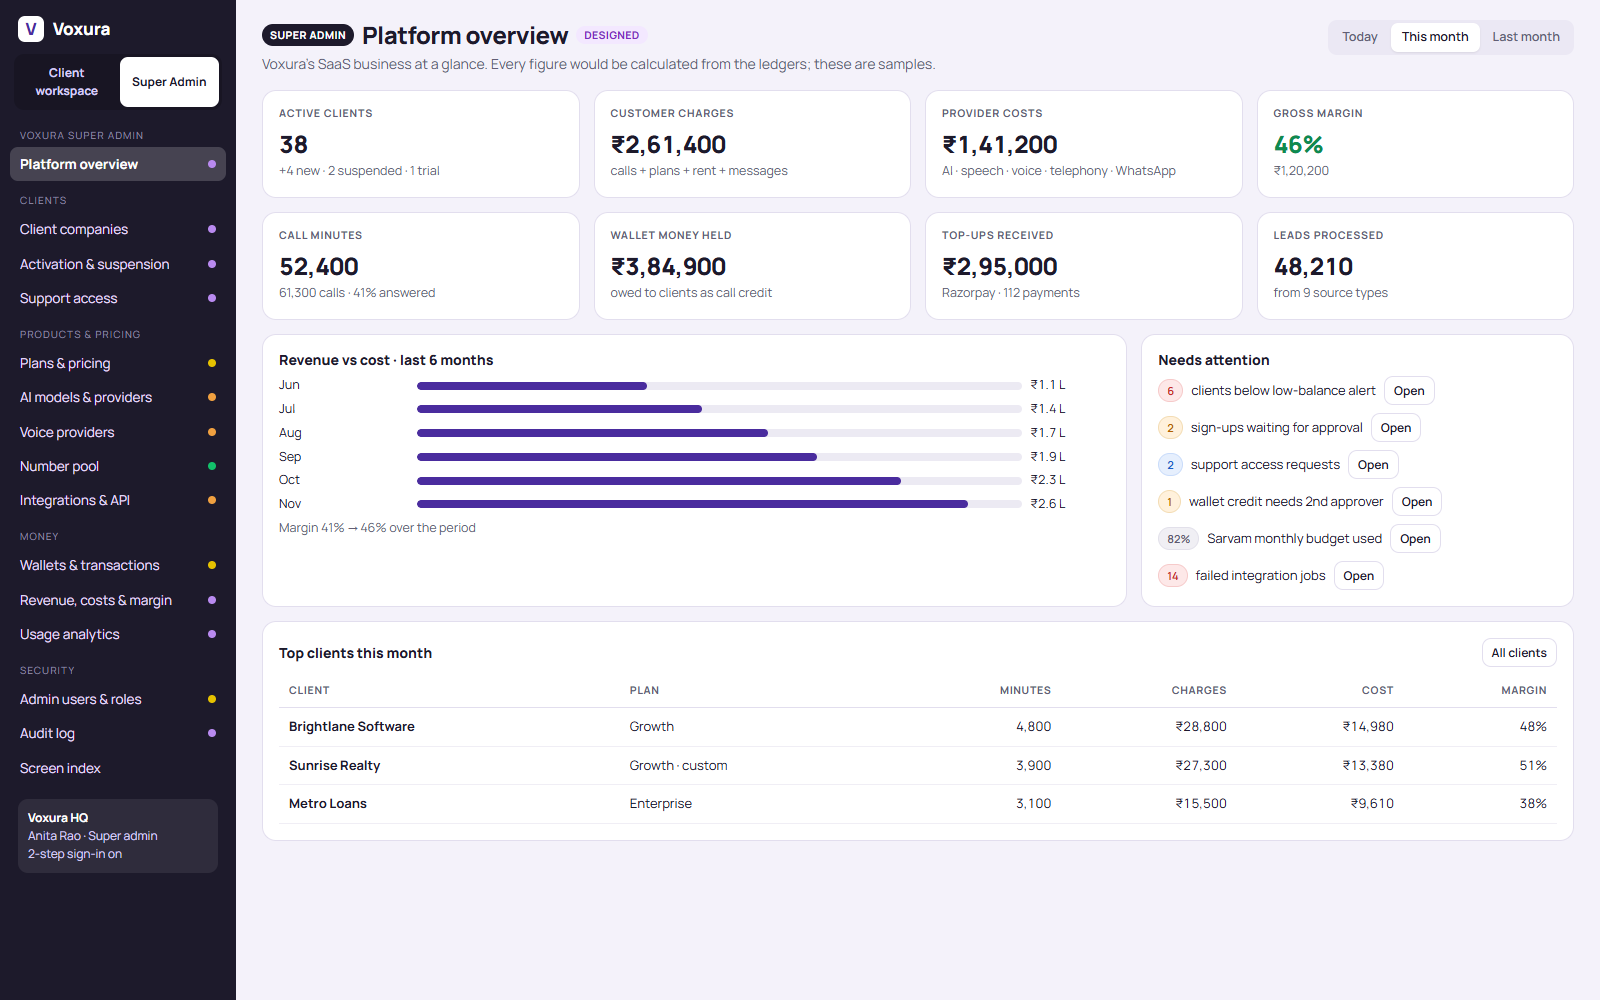 V Voxura
Client workspace
Super Admin
VOXURA SUPER ADMIN
Platform overview
CLIENTS
Client companies
Activation & suspension
Support access
PRODUCTS & PRICING
Plans & pricing
AI models & providers
Voice providers
Number pool
Integrations & API
MONEY
Wallets & transactions
Revenue, costs & margin
Usage analytics
SECURITY
Admin users & roles
Audit log
Screen index
Voxura HQ
Anita Rao · Super admin
2-step sign-in on
SUPER ADMIN Platform overview DESIGNED
Voxura's SaaS business at a glance. Every figure would be calculated from the ledgers; these are samples.
Today This month Last month
ACTIVE CLIENTS
38
+4 new · 2 suspended · 1 trial
CUSTOMER CHARGES
₹2,61,400
calls + plans + rent + messages
PROVIDER COSTS
₹1,41,200
AI · speech · voice · telephony · WhatsApp
GROSS MARGIN
46%
₹1,20,200
CALL MINUTES
52,400
61,300 calls · 41% answered
WALLET MONEY HELD
₹3,84,900
owed to clients as call credit
TOP-UPS RECEIVED
₹2,95,000
Razorpay · 112 payments
LEADS PROCESSED
48,210
from 9 source types
Revenue vs cost · last 6 months
Jun ₹1.1 L
Jul ₹1.4 L
Aug ₹1.7 L
Sep ₹1.9 L
Oct ₹2.3 L
Nov ₹2.6 L
Margin 41% → 46% over the period
Needs attention
6 clients below low-balance alert Open
2 sign-ups waiting for approval Open
2 support access requests Open
1 wallet credit needs 2nd approver Open
82% Sarvam monthly budget used Open
14 failed integration jobs Open
Top clients this month All clients
CLIENT PLAN MINUTES CHARGES COST MARGIN
Brightlane Software Growth 4,800 ₹28,800 ₹14,980 48%
Sunrise Realty Growth · custom 3,900 ₹27,300 ₹13,380 51%
Metro Loans Enterprise 3,100 ₹15,500 ₹9,610 38%